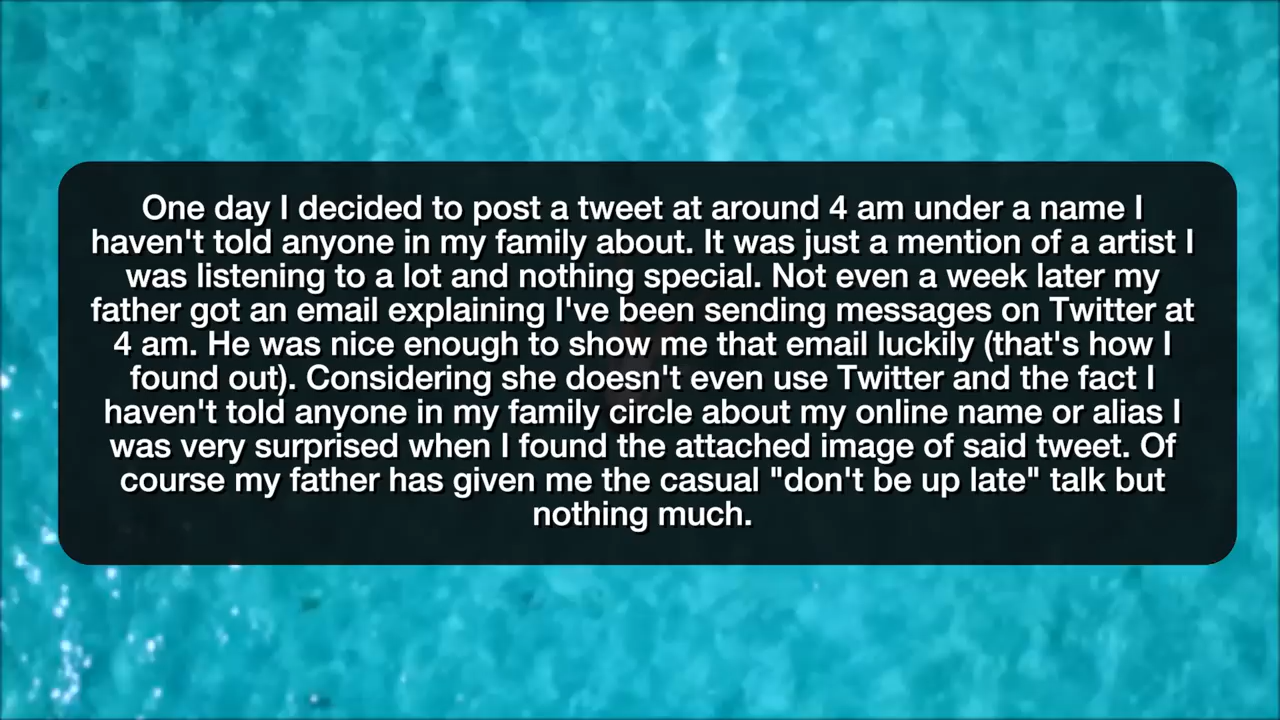 One day I decided to post a tweet at around 4 am under a name I
haven't told anyone in my family about. It was just a mention of a artist I
was listening to a lot and nothing special. Not even a week later my
father got an email explaining I've been sending messages on Twitter at
4 am. He was nice enough to show me that email luckily (that's how I
found out). Considering she doesn't even use Twitter and the fact I
haven't told anyone in my family circle about my online name or alias I
was very surprised when I found the attached image of said tweet. Of
course my father has given me the casual "don't be up late" talk but
nothing much.